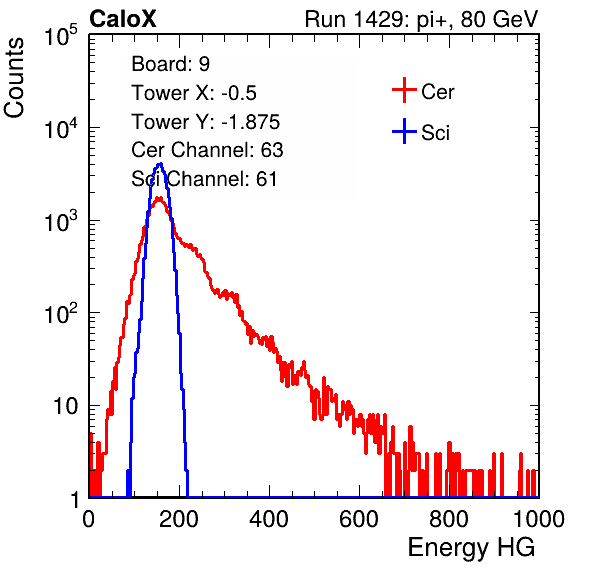 CaloX Run 1429: pi+, 80 GeV
Counts
Board: 9
Tower X: -0.5
Tower Y: -1.875
Cer Channel: 63
Sci Channel: 61
Cer
Sci
10^5
10^4
10^3
10^2
10
1
0 200 400 600 800 1000
Energy HG